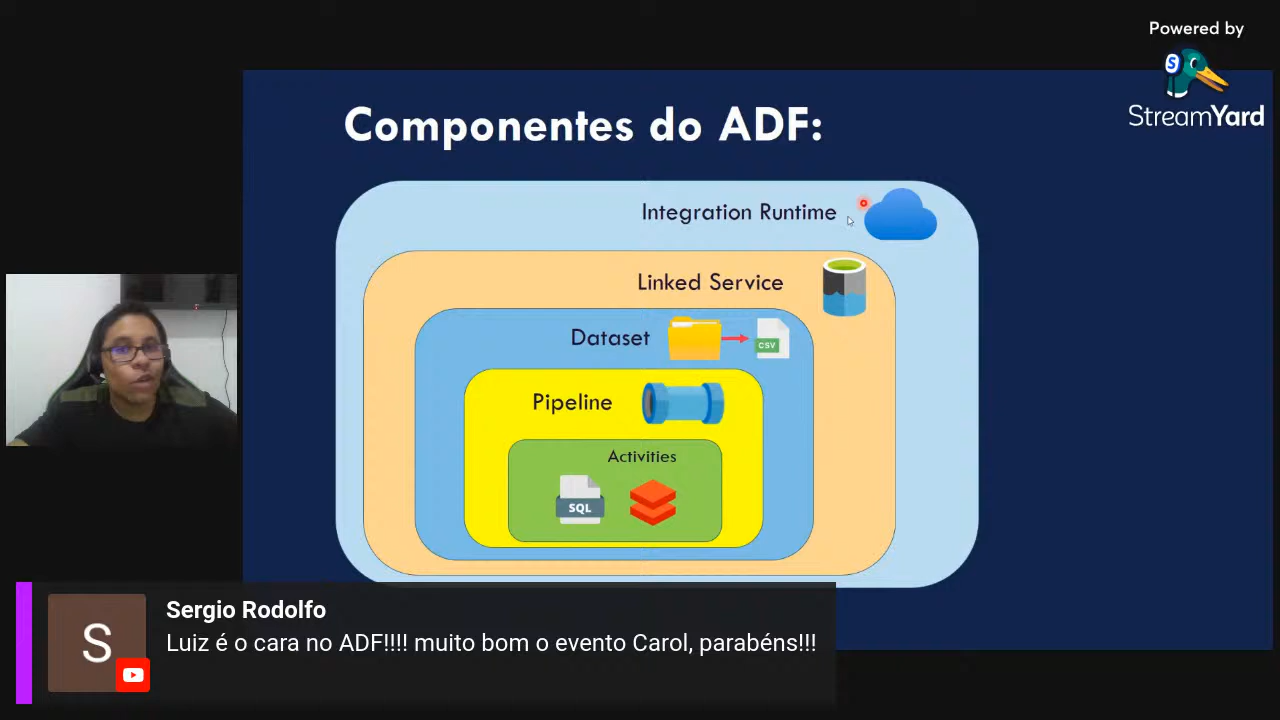 Powered by
StreamYard
Componentes do ADF:
Integration Runtime
Linked Service
Dataset
CSV
Pipeline
Activities
SQL
S
Sergio Rodolfo
Luiz é o cara no ADF!!!! muito bom o evento Carol, parabéns!!!